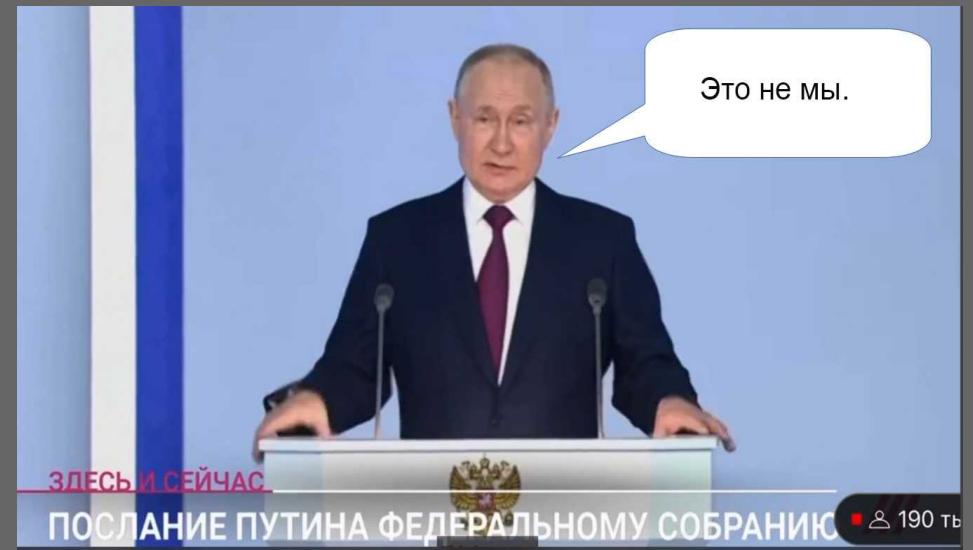 Это не мы.
ЗДЕСЬ И СЕЙЧАС
ПОСЛАНИЕ ПУТИНА ФЕДЕРАЛЬНОМУ СОБРАНИЮ
190 ты